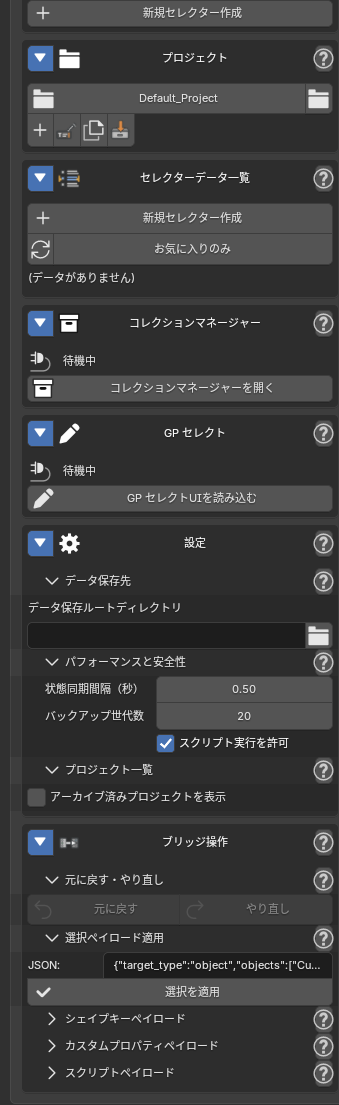 新規セレクター作成
プロジェクト
Default_Project
セレクターデータ一覧
新規セレクター作成
お気に入りのみ
(データがありません)
コレクションマネージャー
待機中
コレクションマネージャーを開く
GP セレクト
待機中
GP セレクトUIを読み込む
設定
データ保存先
データ保存ルートディレクトリ
パフォーマンスと安全性
状態同期間隔（秒） 0.50
バックアップ世代数 20
スクリプト実行を許可
プロジェクト一覧
アーカイブ済みプロジェクトを表示
ブリッジ操作
元に戻す・やり直し
元に戻す やり直し
選択ペイロード適用
JSON: {"target_type":"object","objects":["Cu...
選択を適用
シェイプキーペイロード
カスタムプロパティペイロード
スクリプトペイロード